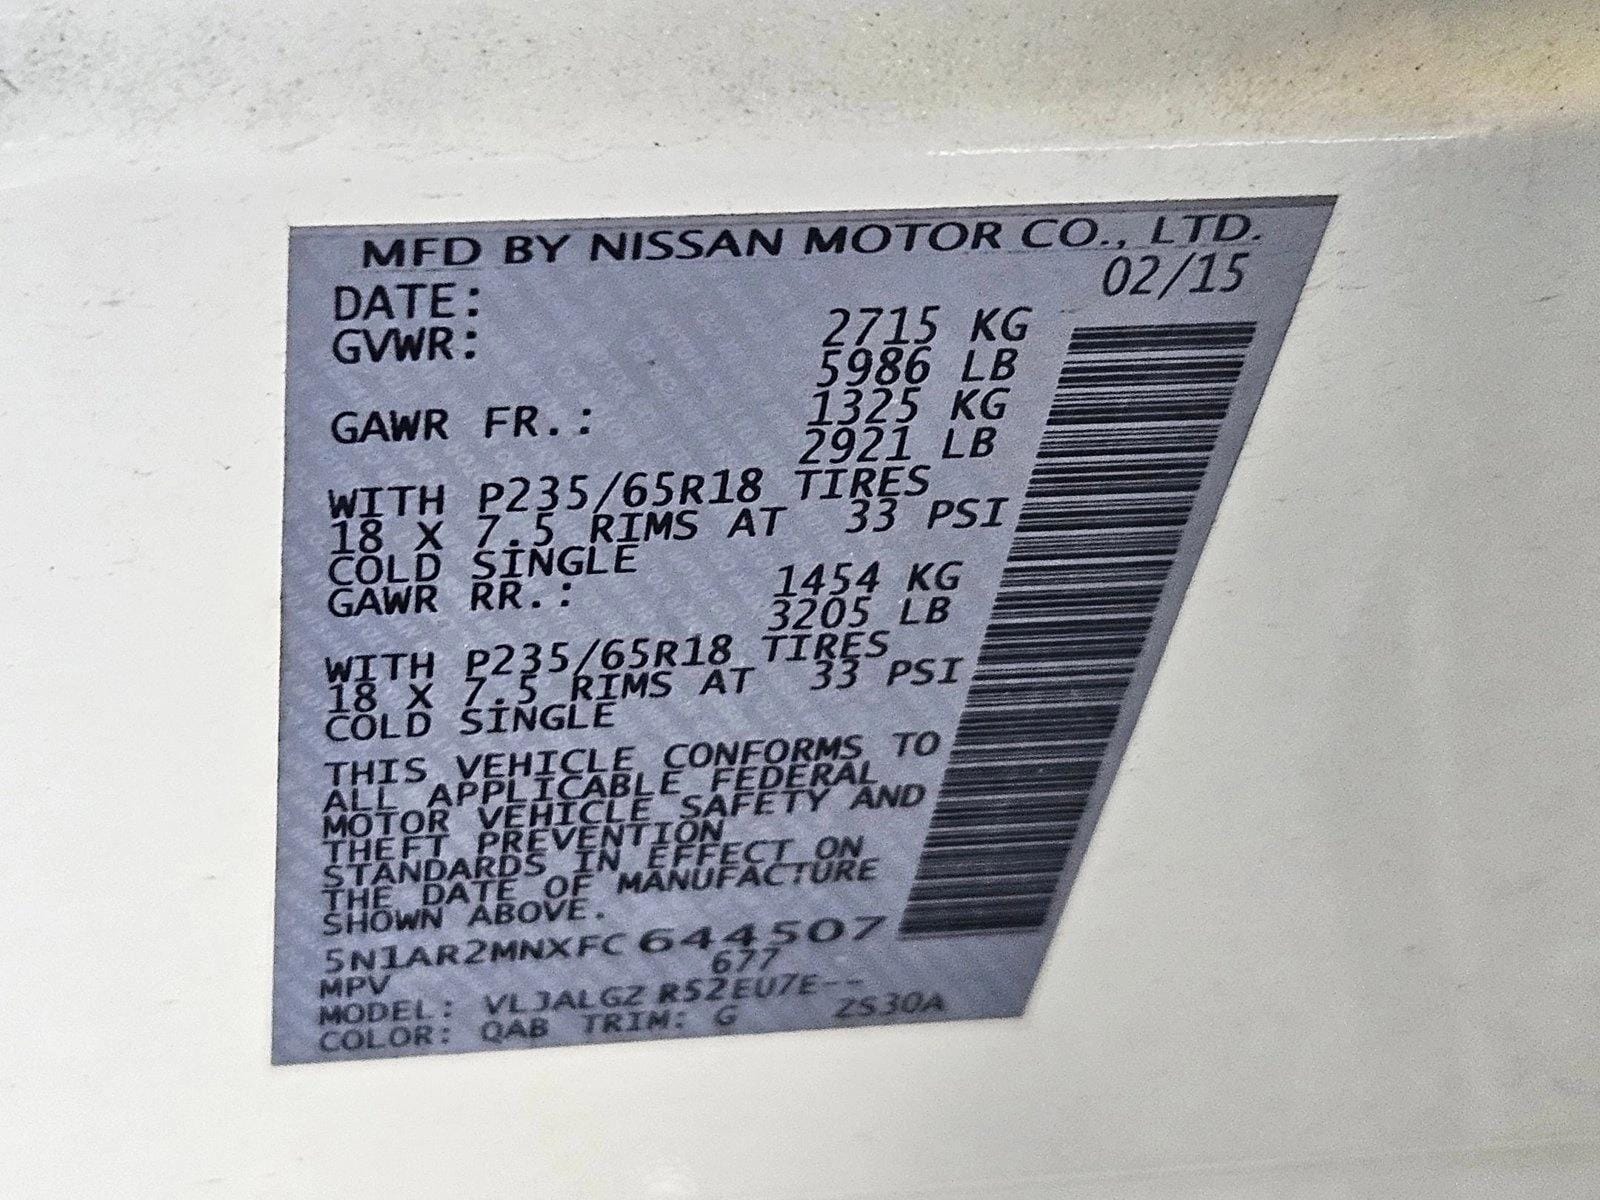 MFD BY NISSAN MOTOR CO., LTD.
DATE: 02/15
GVWR: 2715 KG
5986 LB
GAWR FR.: 1325 KG
2921 LB
WITH P235/65R18 TIRES
18 X 7.5 RIMS AT 33 PSI
COLD SINGLE
GAWR RR.: 1454 KG
3205 LB
WITH P235/65R18 TIRES
18 X 7.5 RIMS AT 33 PSI
COLD SINGLE
THIS VEHICLE CONFORMS TO
ALL APPLICABLE FEDERAL
MOTOR VEHICLE SAFETY AND
THEFT PREVENTION
STANDARDS IN EFFECT ON
THE DATE OF MANUFACTURE
SHOWN ABOVE.
5N1AR2MNXFC644507
MPV 677
MODEL: VLJALGZ R52EU7E--
COLOR: QAB TRIM: G ZS30A